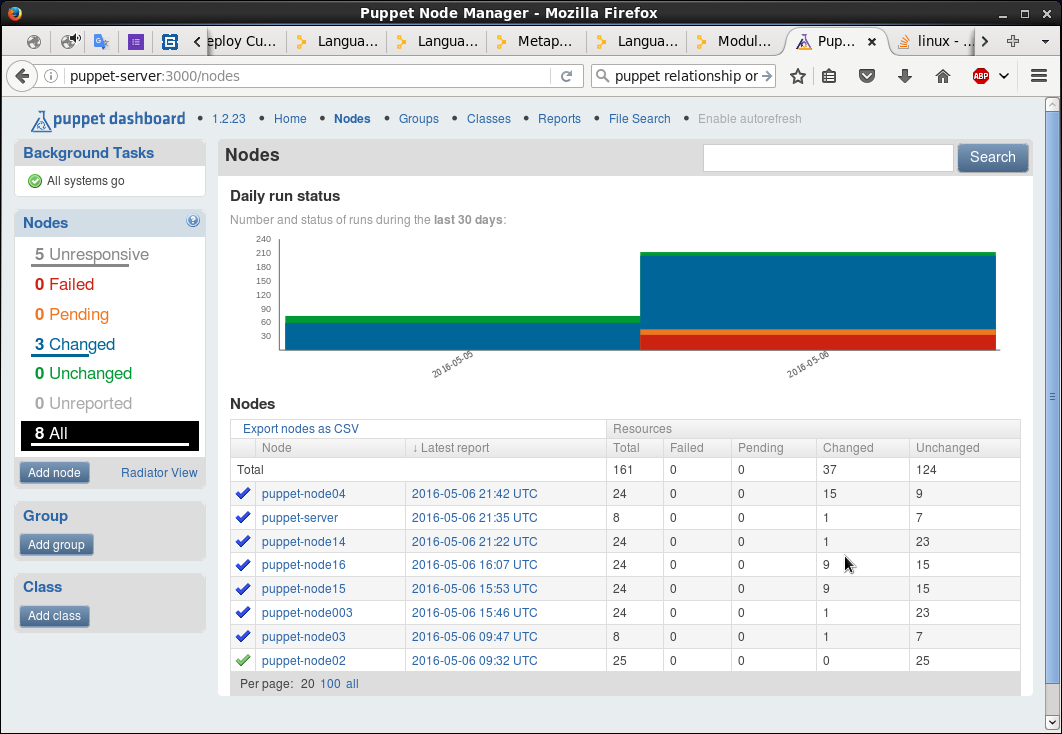 Puppet Node Manager - Mozilla Firefox
eploy Cu... Langua... Langua... Metap... Langua... Modul... Pup... linux - ...
puppet-server:3000/nodes puppet relationship or ABP
puppet dashboard • 1.2.23 • Home • Nodes • Groups • Classes • Reports • File Search • Enable autorefresh
Background Tasks
All systems go
Nodes
5 Unresponsive
0 Failed
0 Pending
3 Changed
0 Unchanged
0 Unreported
8 All
Add node Radiator View
Group
Add group
Class
Add class
Nodes Search
Daily run status
Number and status of runs during the last 30 days:
240
210
180
150
120
90
60
30
2016-05-05 2016-05-06
Nodes
Export nodes as CSV Resources
Node ↓ Latest report Total Failed Pending Changed Unchanged
Total 161 0 0 37 124
puppet-node04 2016-05-06 21:42 UTC 24 0 0 15 9
puppet-server 2016-05-06 21:35 UTC 8 0 0 1 7
puppet-node14 2016-05-06 21:22 UTC 24 0 0 1 23
puppet-node16 2016-05-06 16:07 UTC 24 0 0 9 15
puppet-node15 2016-05-06 15:53 UTC 24 0 0 9 15
puppet-node003 2016-05-06 15:46 UTC 24 0 0 1 23
puppet-node03 2016-05-06 09:47 UTC 8 0 0 1 7
puppet-node02 2016-05-06 09:32 UTC 25 0 0 0 25
Per page: 20 100 all